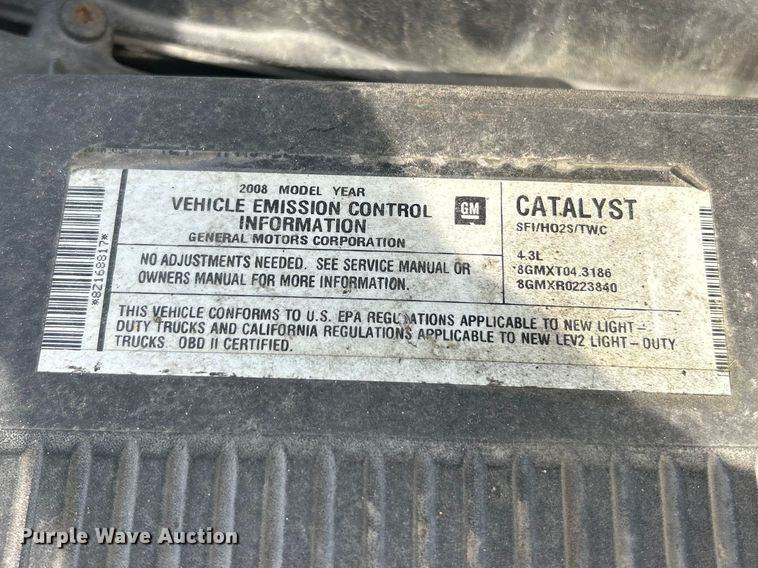 2008 MODEL YEAR
VEHICLE EMISSION CONTROL
INFORMATION
GENERAL MOTORS CORPORATION
GM
NO ADJUSTMENTS NEEDED. SEE SERVICE MANUAL OR
OWNERS MANUAL FOR MORE INFORMATION.
CATALYST
SFI/HO2S/TWC
4.3L
8GMXT04.3186
8GMXR0223840
THIS VEHICLE CONFORMS TO U.S. EPA REGULATIONS APPLICABLE TO NEW LIGHT-
DUTY TRUCKS AND CALIFORNIA REGULATIONS APPLICABLE TO NEW LEV2 LIGHT-DUTY
TRUCKS. OBD II CERTIFIED.
*8Z168817*
Purple Wave Auction